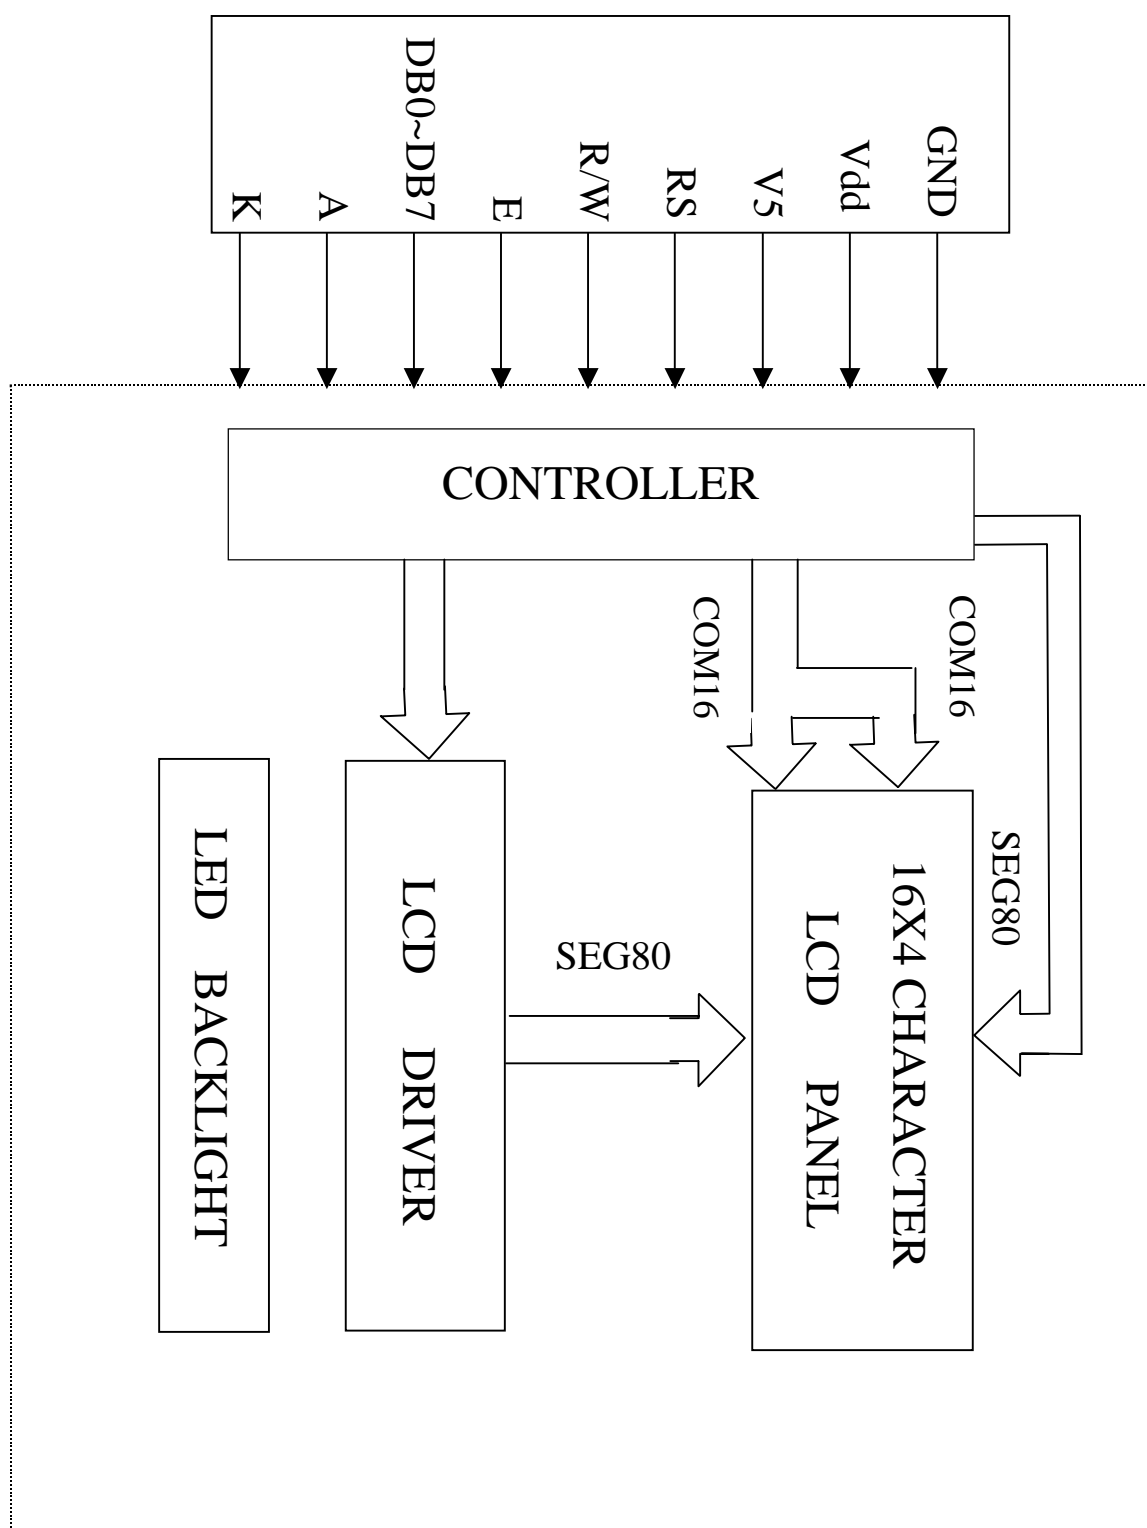 GND
Vdd
V5
RS
R/W
E
DB0~DB7
A
K
CONTROLLER
COM16
COM16
SEG80
16X4 CHARACTER
LCD PANEL
SEG80
LCD DRIVER
LED BACKLIGHT